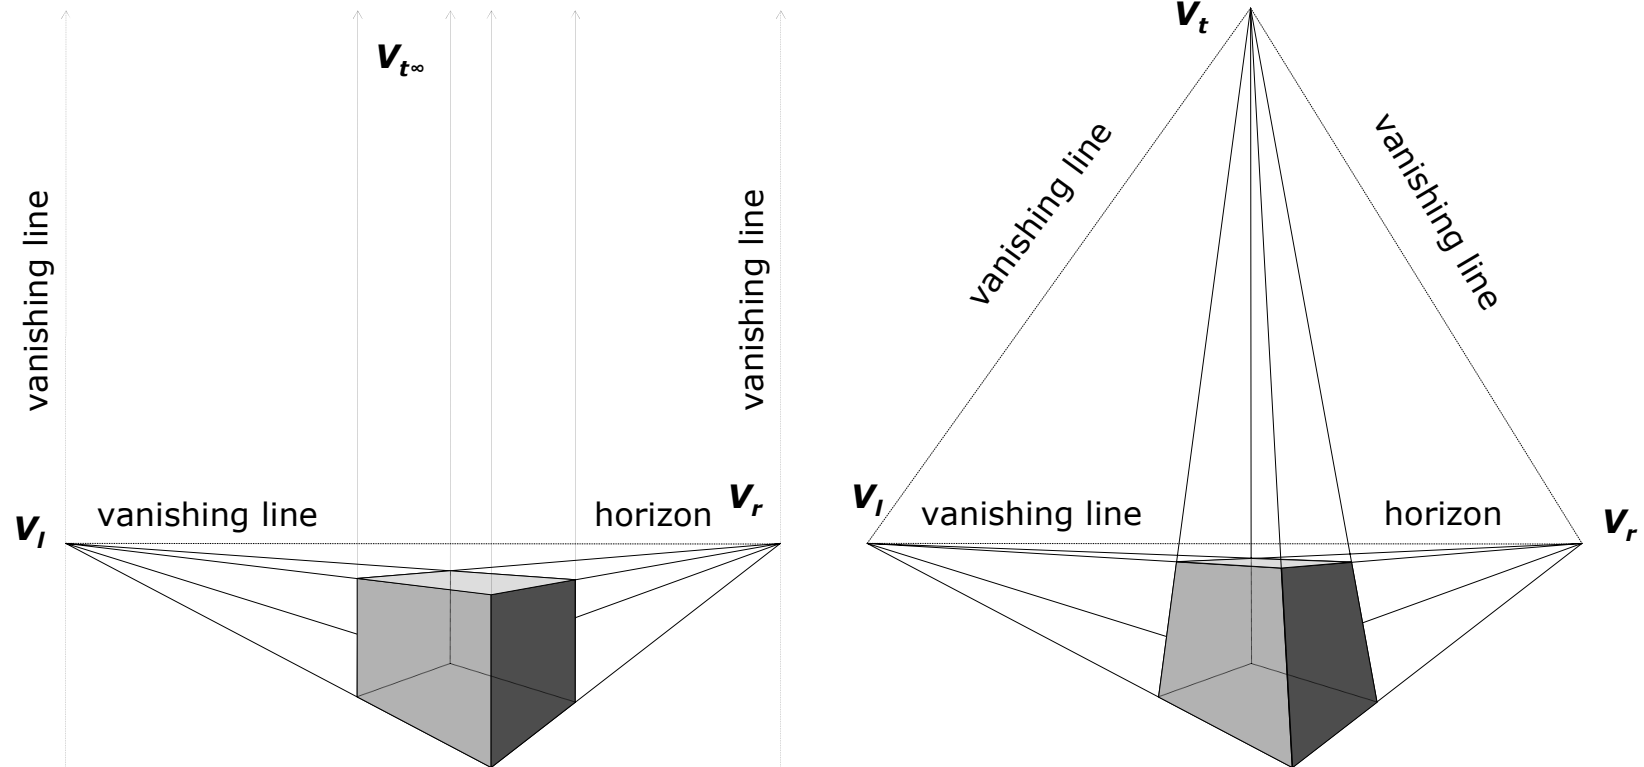 V_t∞
vanishing line
vanishing line
V_l
vanishing line
horizon
V_r
V_t
vanishing line
vanishing line
V_l
vanishing line
horizon
V_r